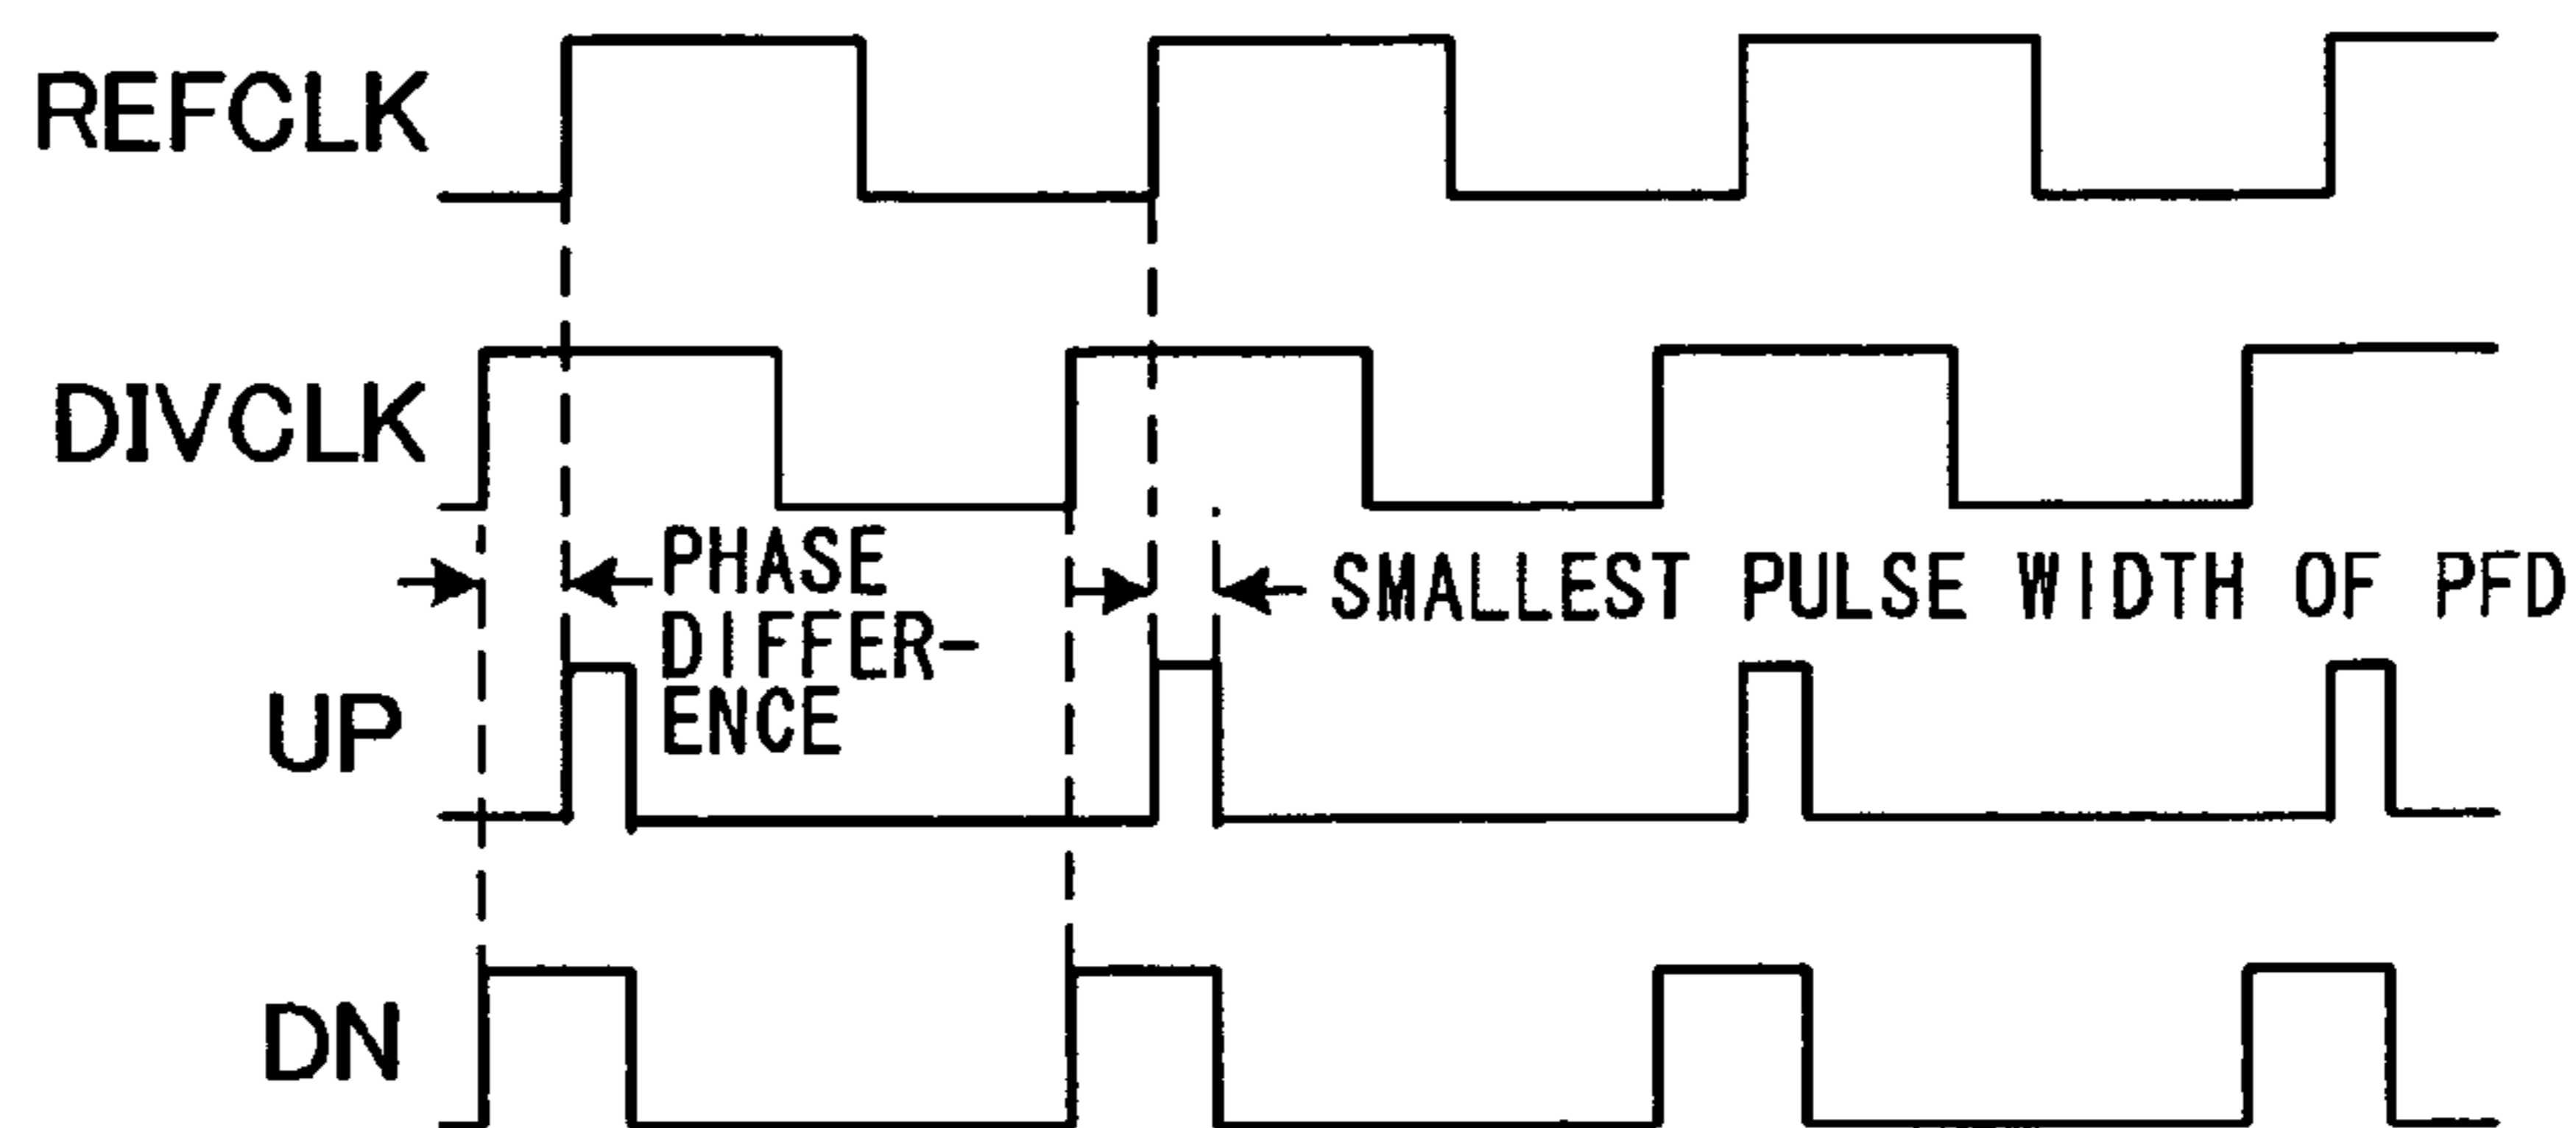 REFCLK
DIVCLK
PHASE
DIFFER-
ENCE
SMALLEST PULSE WIDTH OF PFD
UP
DN